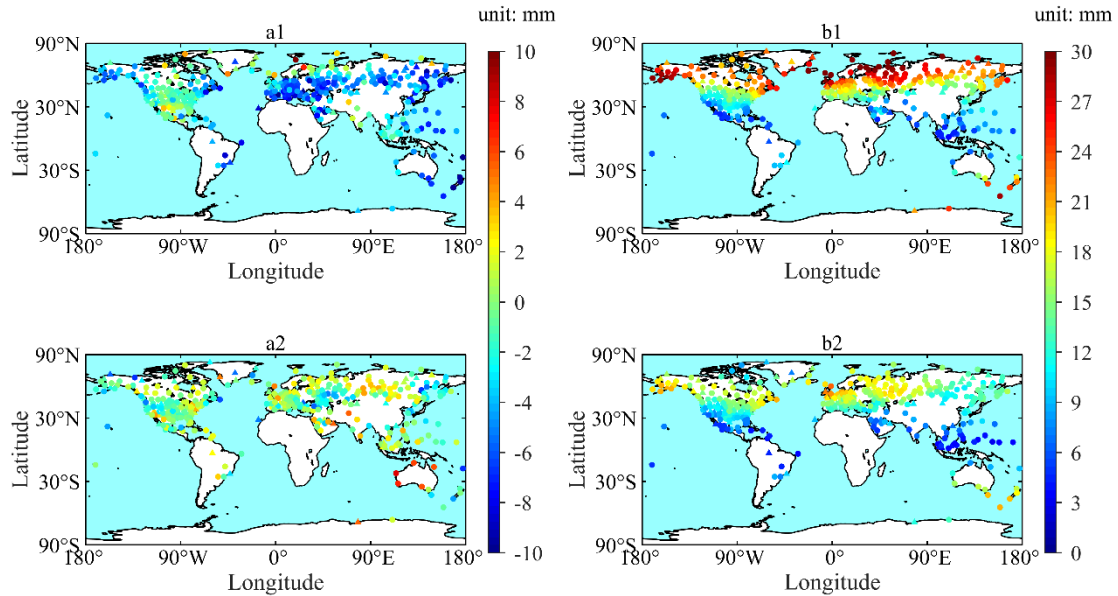 unit: mm
unit: mm
a1
b1
90°N
30°N
30°S
90°S
Latitude
180°
90°W
0°
90°E
180°
Longitude
90°N
30°N
30°S
90°S
Latitude
180°
90°W
0°
90°E
180°
Longitude
10
8
6
4
2
0
-2
-4
-6
-8
-10
30
27
24
21
18
15
12
9
6
3
0
a2
b2
90°N
30°N
30°S
90°S
Latitude
180°
90°W
0°
90°E
180°
Longitude
90°N
30°N
30°S
90°S
Latitude
180°
90°W
0°
90°E
180°
Longitude